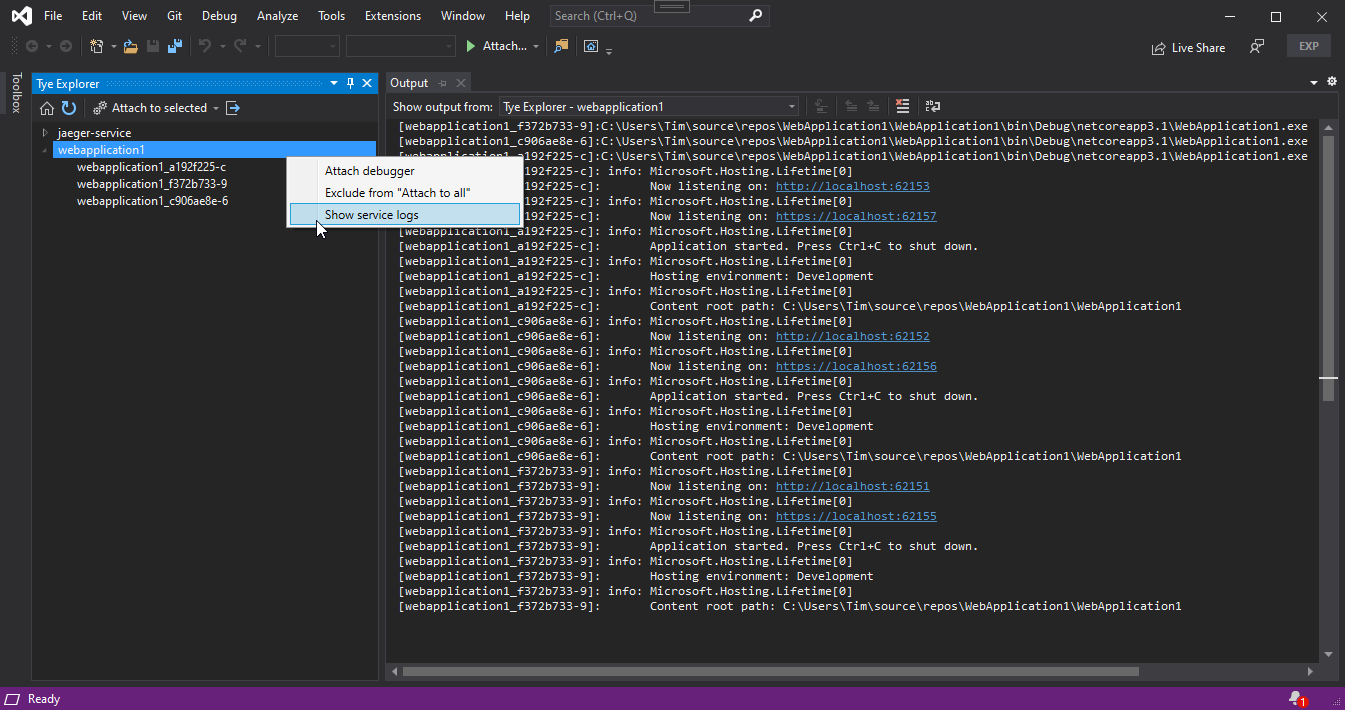 File Edit View Git Debug Analyze Tools Extensions Window Help Search (Ctrl+Q)
Attach... Live Share EXP
Toolbox
Tye Explorer
Attach to selected
jaeger-service
webapplication1
webapplication1_a192f225-c
webapplication1_f372b733-9
webapplication1_c906ae8e-6
Attach debugger
Exclude from "Attach to all"
Show service logs
Output
Show output from: Tye Explorer - webapplication1
[webapplication1_f372b733-9]:C:\Users\Tim\source\repos\WebApplication1\WebApplication1\bin\Debug\netcoreapp3.1\WebApplication1.exe
[webapplication1_c906ae8e-6]:C:\Users\Tim\source\repos\WebApplication1\WebApplication1\bin\Debug\netcoreapp3.1\WebApplication1.exe
[webapplication1_a192f225-c]:C:\Users\Tim\source\repos\WebApplication1\WebApplication1\bin\Debug\netcoreapp3.1\WebApplication1.exe
_a192f225-c]: info: Microsoft.Hosting.Lifetime[0]
_a192f225-c]: Now listening on: http://localhost:62153
_a192f225-c]: info: Microsoft.Hosting.Lifetime[0]
_a192f225-c]: Now listening on: https://localhost:62157
[webapplication1_a192f225-c]: info: Microsoft.Hosting.Lifetime[0]
[webapplication1_a192f225-c]: Application started. Press Ctrl+C to shut down.
[webapplication1_a192f225-c]: info: Microsoft.Hosting.Lifetime[0]
[webapplication1_a192f225-c]: Hosting environment: Development
[webapplication1_a192f225-c]: info: Microsoft.Hosting.Lifetime[0]
[webapplication1_a192f225-c]: Content root path: C:\Users\Tim\source\repos\WebApplication1\WebApplication1
[webapplication1_c906ae8e-6]: info: Microsoft.Hosting.Lifetime[0]
[webapplication1_c906ae8e-6]: Now listening on: http://localhost:62152
[webapplication1_c906ae8e-6]: info: Microsoft.Hosting.Lifetime[0]
[webapplication1_c906ae8e-6]: Now listening on: https://localhost:62156
[webapplication1_c906ae8e-6]: info: Microsoft.Hosting.Lifetime[0]
[webapplication1_c906ae8e-6]: Application started. Press Ctrl+C to shut down.
[webapplication1_c906ae8e-6]: info: Microsoft.Hosting.Lifetime[0]
[webapplication1_c906ae8e-6]: Hosting environment: Development
[webapplication1_c906ae8e-6]: info: Microsoft.Hosting.Lifetime[0]
[webapplication1_c906ae8e-6]: Content root path: C:\Users\Tim\source\repos\WebApplication1\WebApplication1
[webapplication1_f372b733-9]: info: Microsoft.Hosting.Lifetime[0]
[webapplication1_f372b733-9]: Now listening on: http://localhost:62151
[webapplication1_f372b733-9]: info: Microsoft.Hosting.Lifetime[0]
[webapplication1_f372b733-9]: Now listening on: https://localhost:62155
[webapplication1_f372b733-9]: info: Microsoft.Hosting.Lifetime[0]
[webapplication1_f372b733-9]: Application started. Press Ctrl+C to shut down.
[webapplication1_f372b733-9]: info: Microsoft.Hosting.Lifetime[0]
[webapplication1_f372b733-9]: Hosting environment: Development
[webapplication1_f372b733-9]: info: Microsoft.Hosting.Lifetime[0]
[webapplication1_f372b733-9]: Content root path: C:\Users\Tim\source\repos\WebApplication1\WebApplication1
Ready
1